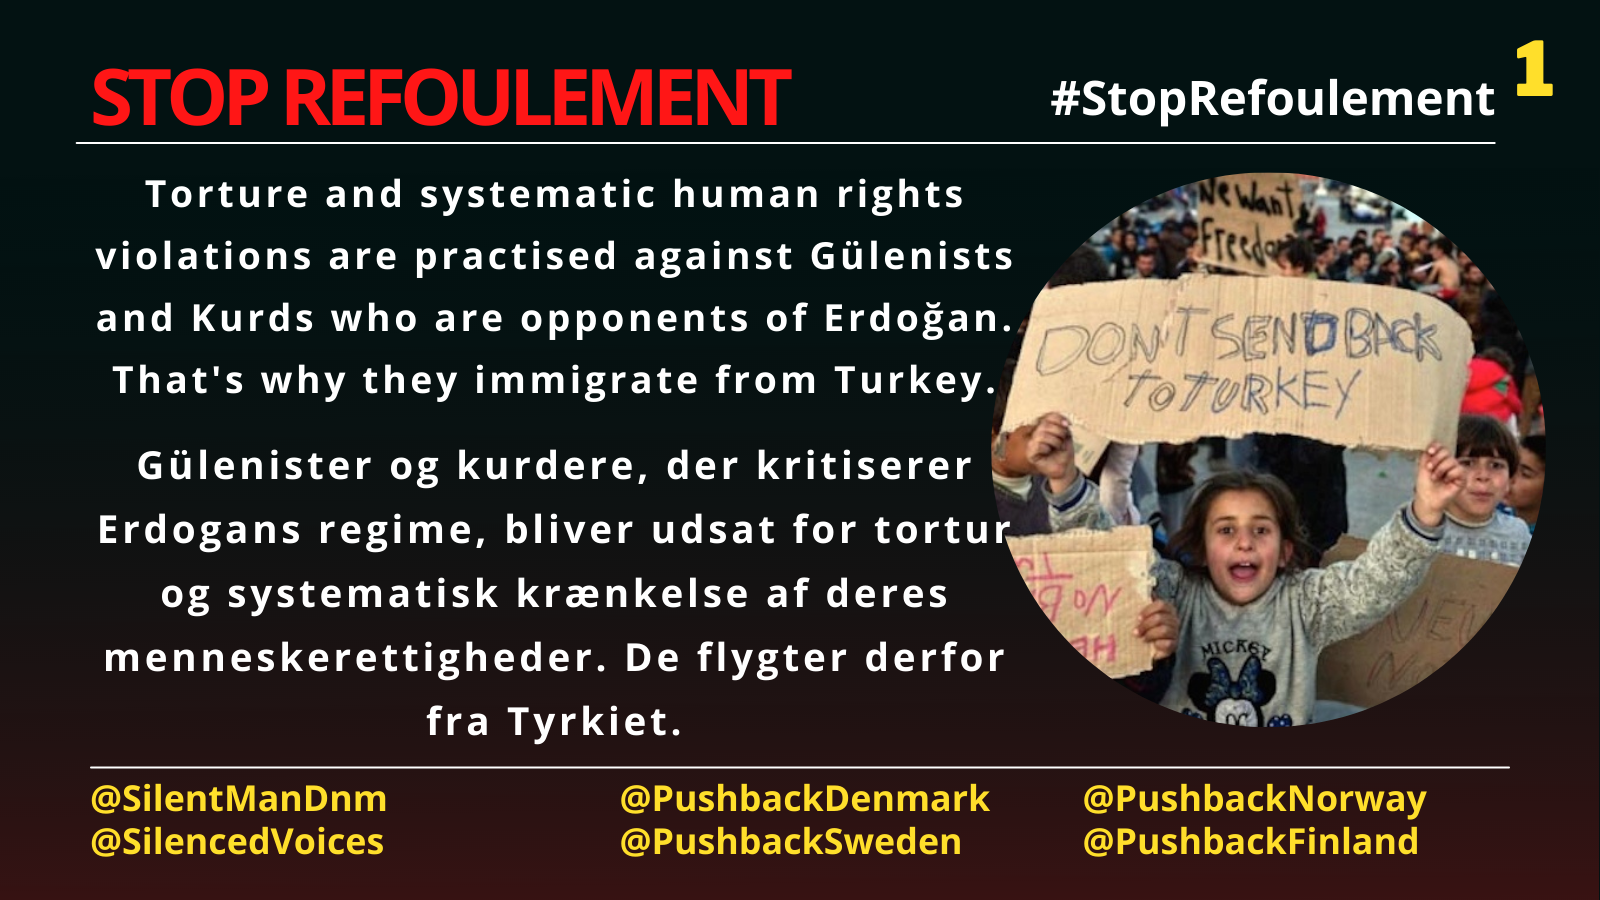 STOP REFOULEMENT
#StopRefoulement
1
Torture and systematic human rights
violations are practised against Gülenists
and Kurds who are opponents of Erdoğan.
That's why they immigrate from Turkey.
Gülenister og kurdere, der kritiserer
Erdogans regime, bliver udsat for tortur
og systematisk krænkelse af deres
menneskerettigheder. De flygter derfor
fra Tyrkiet.
We Want
Freedom
DON'T SEND BACK
TO TURKEY
MICKEY
@SilentManDnm
@SilencedVoices
@PushbackDenmark
@PushbackSweden
@PushbackNorway
@PushbackFinland